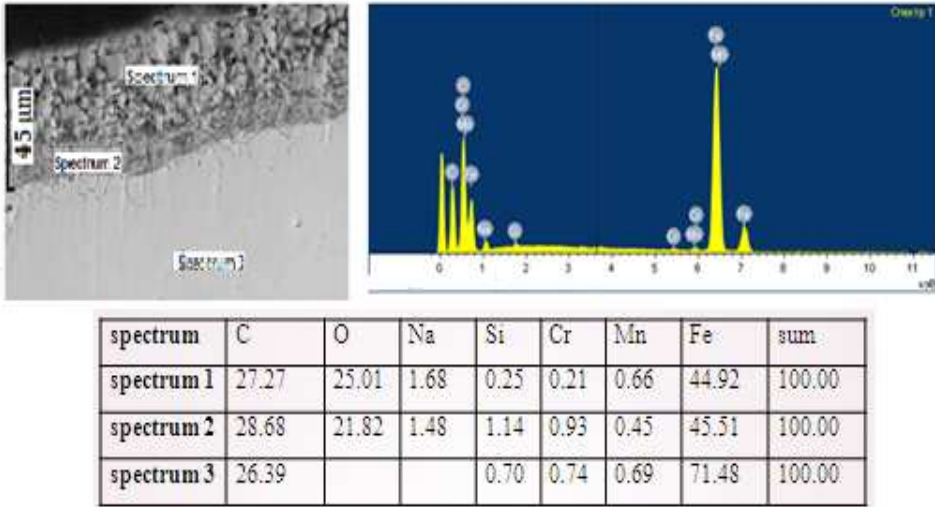 Спектр 1
Spectrum 1
45 μm
Spectrum 2
Spectrum 3
0 1 2 3 4 5 6 7 8 9 10 11
spectrum C O Na Si Cr Mn Fe sum
spectrum 1 27.27 25.01 1.68 0.25 0.21 0.66 44.92 100.00
spectrum 2 28.68 21.82 1.48 1.14 0.93 0.45 45.51 100.00
spectrum 3 26.39 0.70 0.74 0.69 71.48 100.00